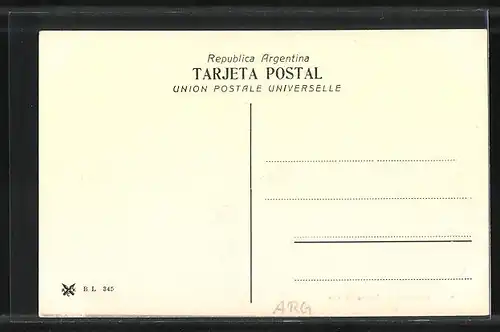 Republica Argentina
TARJETA POSTAL
UNION POSTALE UNIVERSELLE
B. L. 345
ARG